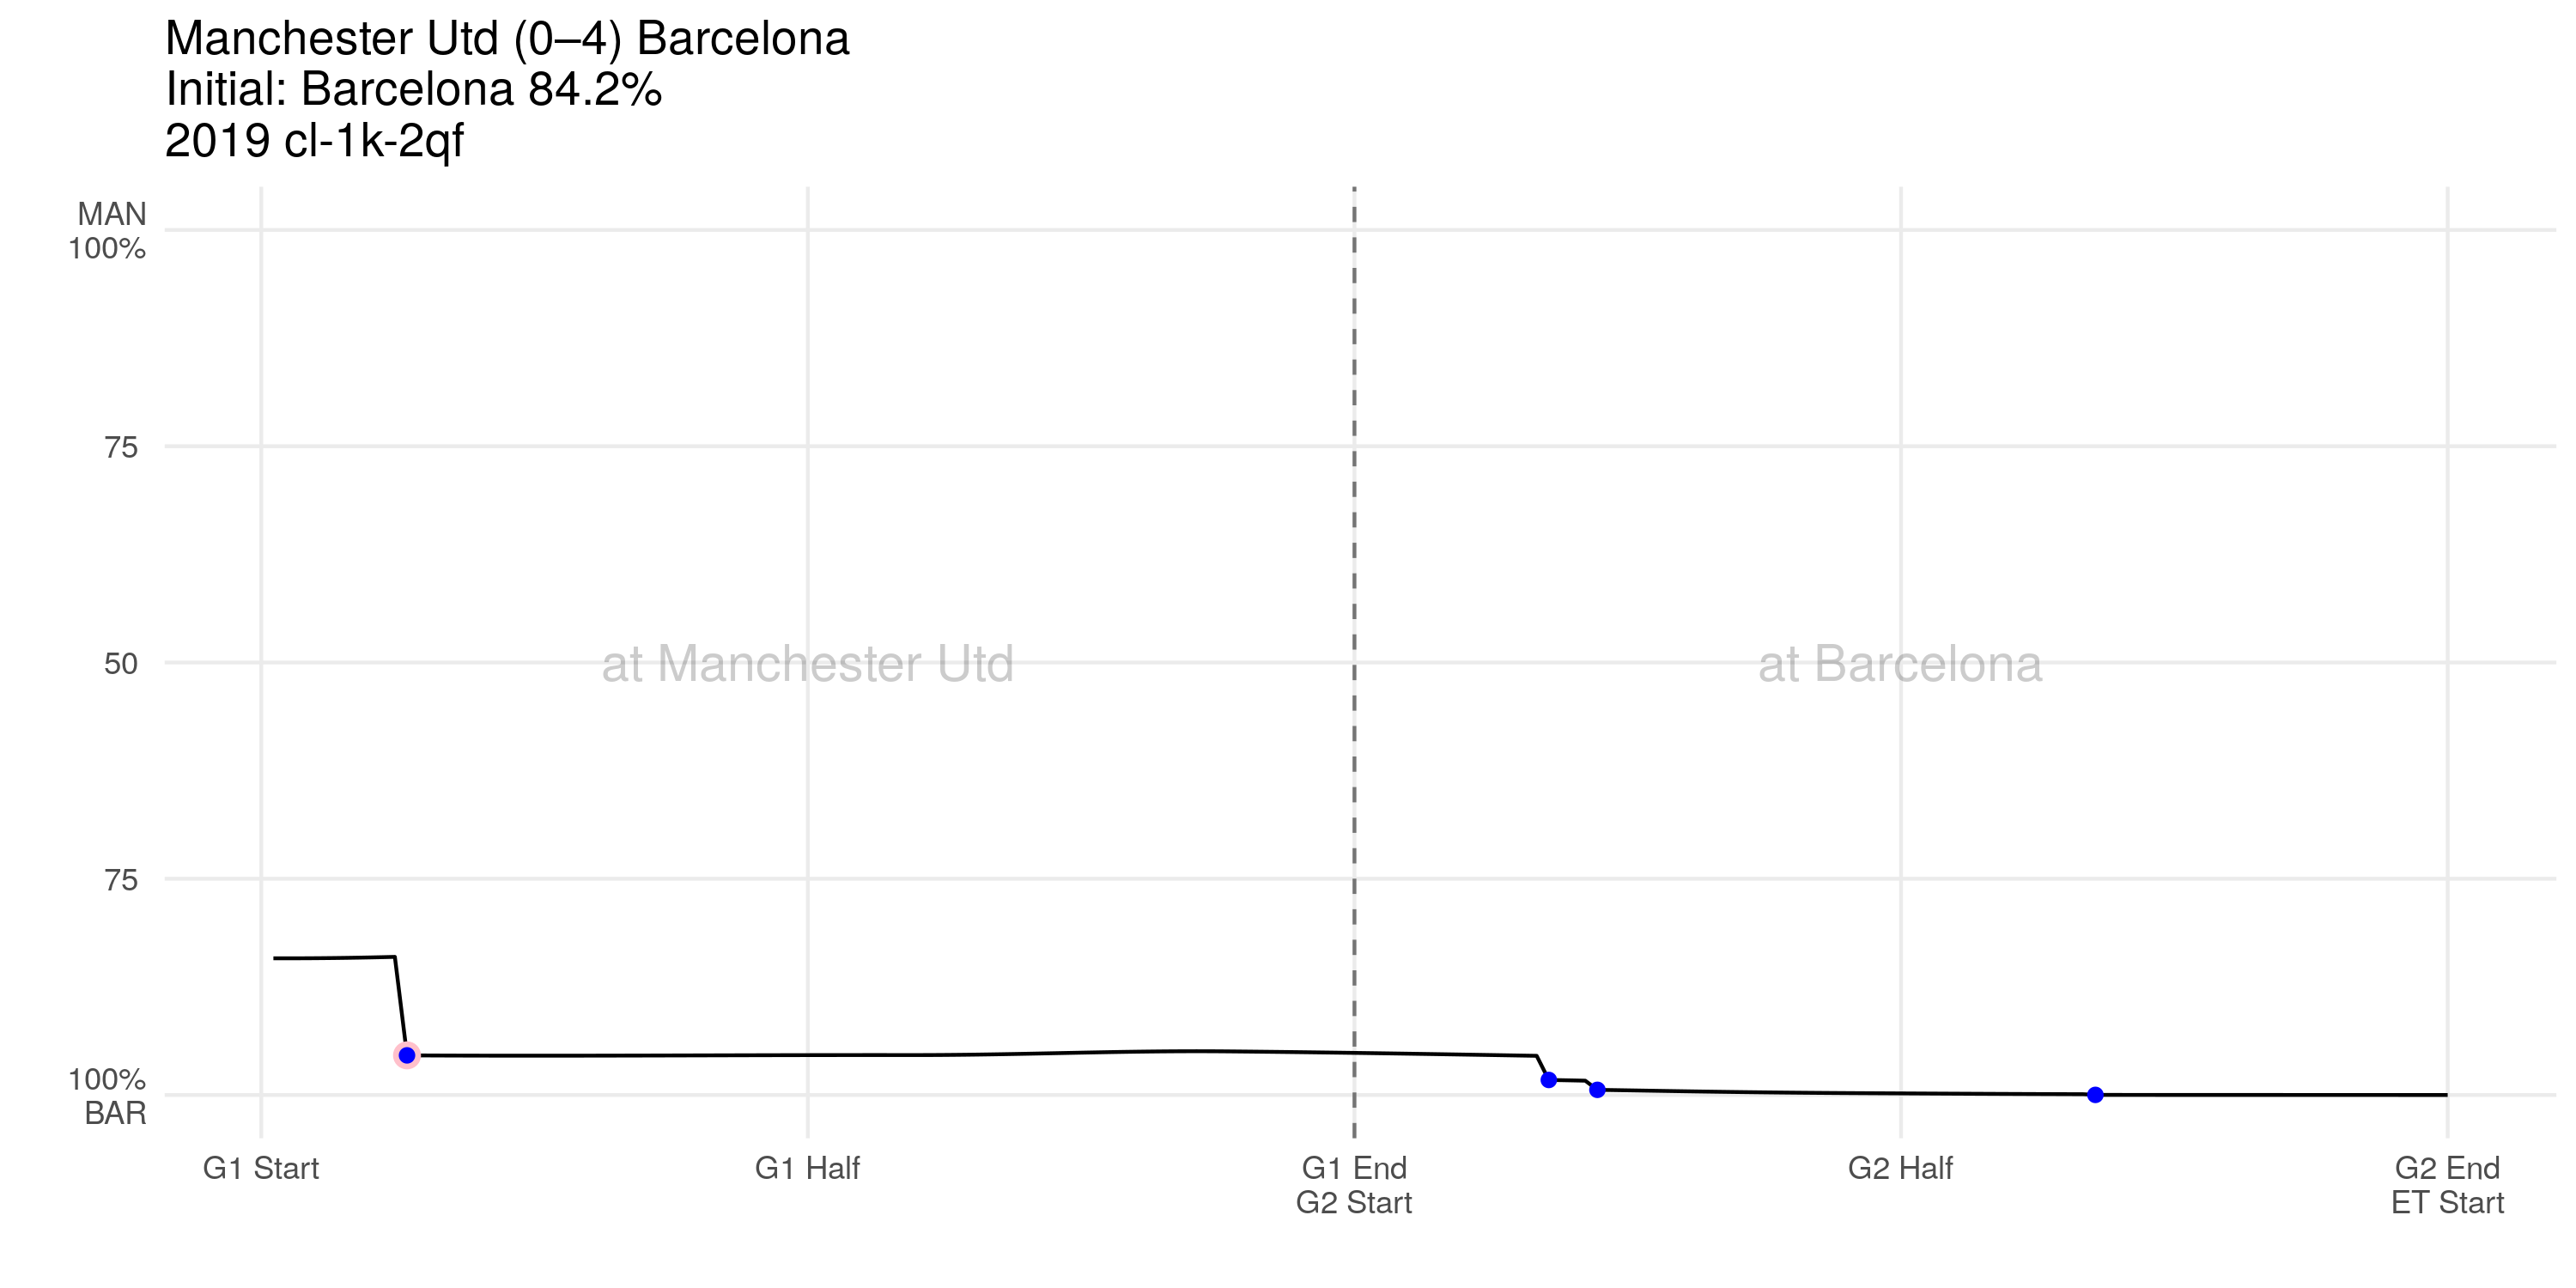 Manchester Utd (0–4) Barcelona
Initial: Barcelona 84.2%
2019 cl-1k-2qf
MAN
100%
75
50
75
100%
BAR
at Manchester Utd
at Barcelona
G1 Start
G1 Half
G1 End
G2 Start
G2 Half
G2 End
ET Start